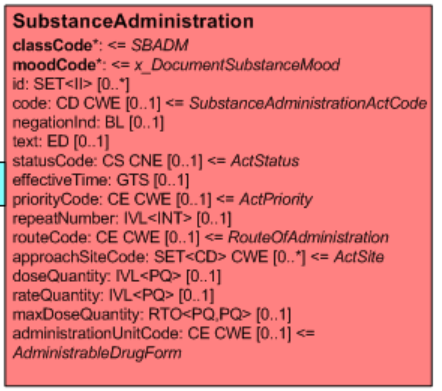 SubstanceAdministration
classCode*: <= SBADM
moodCode*: <= x_DocumentSubstanceMood
id: SET<II> [0..*]
code: CD CWE [0..1] <= SubstanceAdministrationActCode
negationInd: BL [0..1]
text: ED [0..1]
statusCode: CS CNE [0..1] <= ActStatus
effectiveTime: GTS [0..1]
priorityCode: CE CWE [0..1] <= ActPriority
repeatNumber: IVL<INT> [0..1]
routeCode: CE CWE [0..1] <= RouteOfAdministration
approachSiteCode: SET<CD> CWE [0..*] <= ActSite
doseQuantity: IVL<PQ> [0..1]
rateQuantity: IVL<PQ> [0..1]
maxDoseQuantity: RTO<PQ,PQ> [0..1]
administrationUnitCode: CE CWE [0..1] <=
AdministrableDrugForm